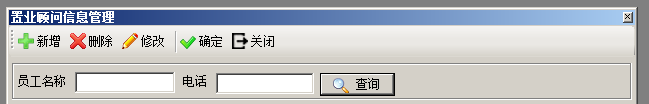 置业顾问信息管理
新增 删除 修改 确定 关闭
员工名称 电话 查询